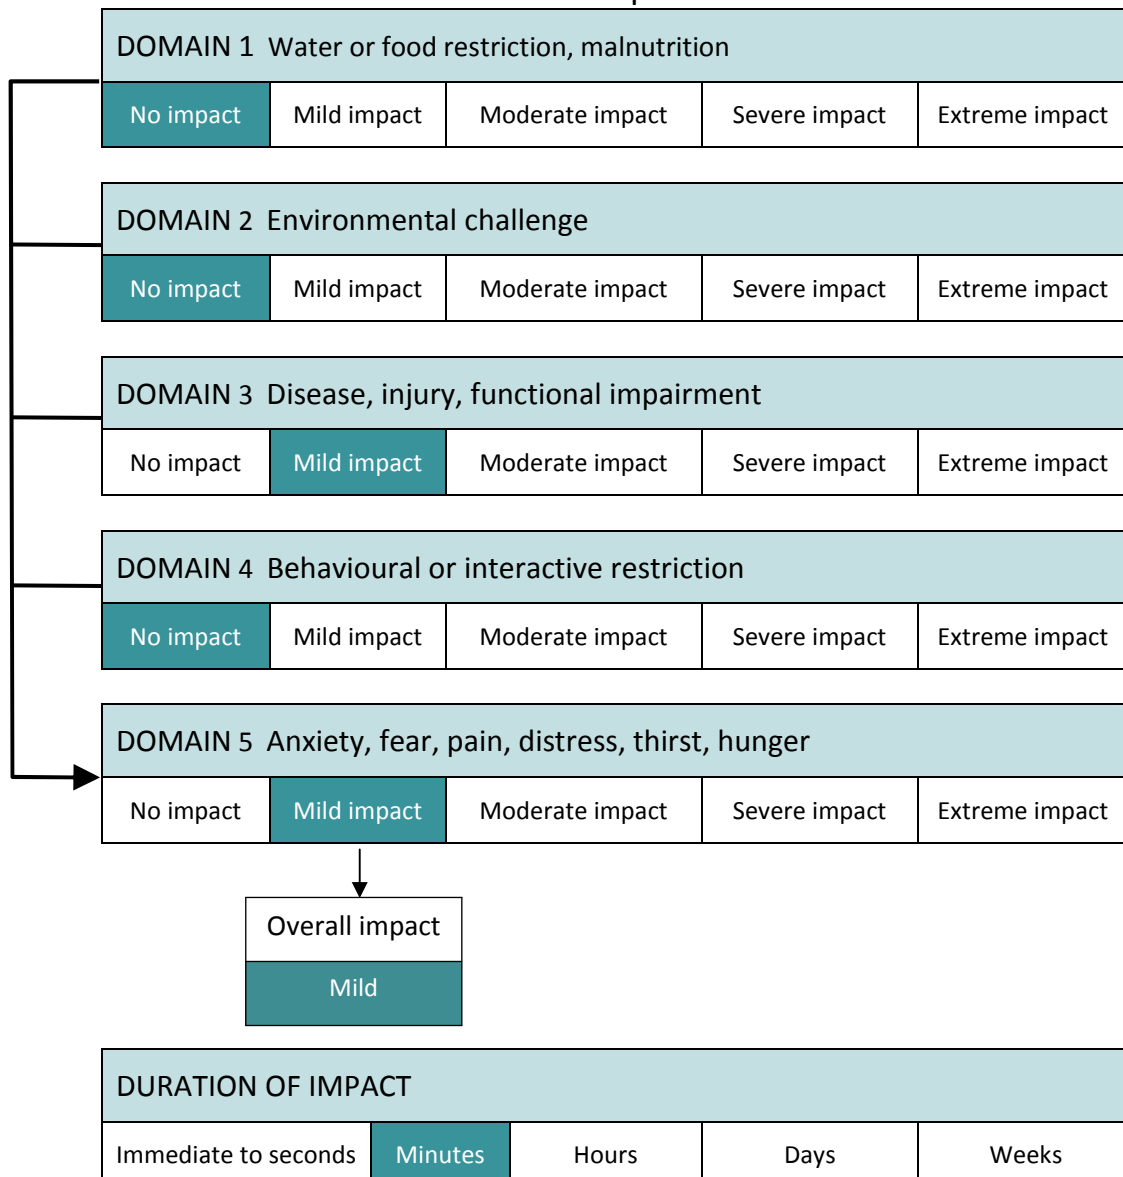 DOMAIN 1 Water or food restriction, malnutrition
No impact Mild impact Moderate impact Severe impact Extreme impact
DOMAIN 2 Environmental challenge
No impact Mild impact Moderate impact Severe impact Extreme impact
DOMAIN 3 Disease, injury, functional impairment
No impact Mild impact Moderate impact Severe impact Extreme impact
DOMAIN 4 Behavioural or interactive restriction
No impact Mild impact Moderate impact Severe impact Extreme impact
DOMAIN 5 Anxiety, fear, pain, distress, thirst, hunger
No impact Mild impact Moderate impact Severe impact Extreme impact
Overall impact
Mild
DURATION OF IMPACT
Immediate to seconds Minutes Hours Days Weeks